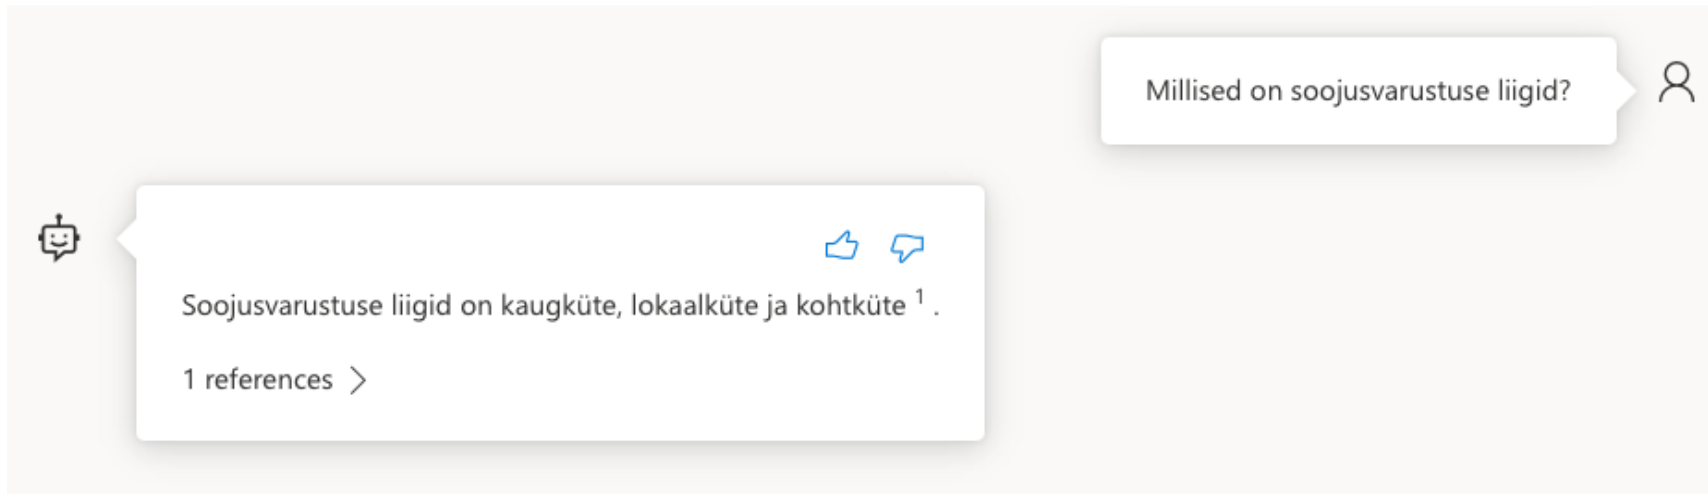 Millised on soojusvarustuse liigid?
Soojusvarustuse liigid on kaugküte, lokaalküte ja kohtküte 1 .
1 references